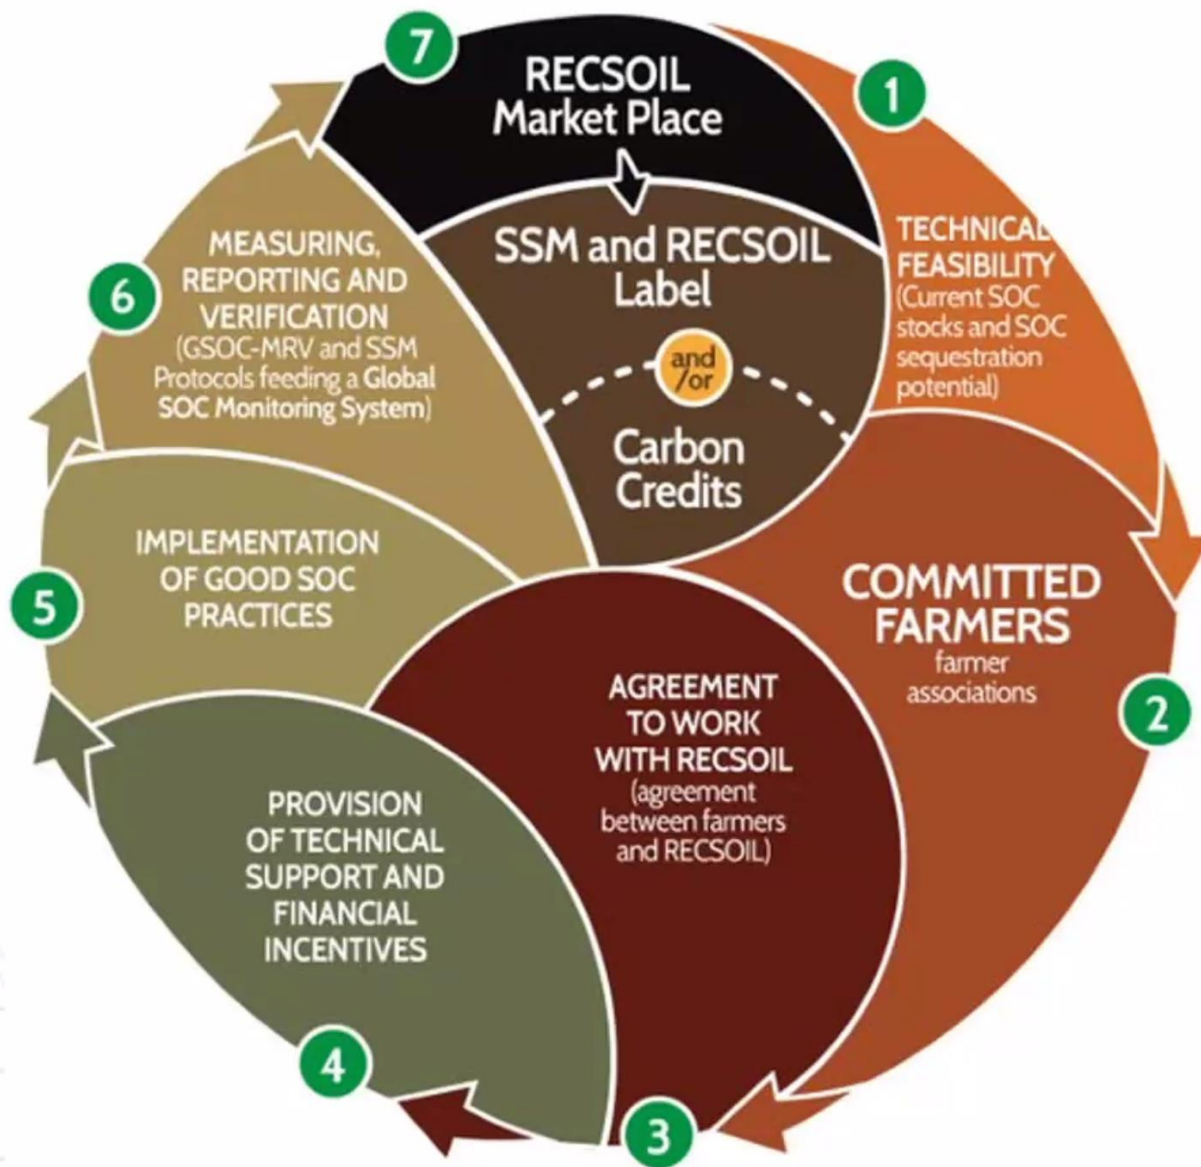 7
RECSOIL
Market Place
SSM and RECSOIL
Label
and
/or
Carbon
Credits
1
TECHNICAL
FEASIBILITY
(Current SOC
stocks and SOC
sequestration
potential)
2
COMMITTED
FARMERS
farmer
associations
3
AGREEMENT
TO WORK
WITH RECSOIL
(agreement
between farmers
and RECSOIL)
4
PROVISION
OF TECHNICAL
SUPPORT AND
FINANCIAL
INCENTIVES
5
IMPLEMENTATION
OF GOOD SOC
PRACTICES
6
MEASURING,
REPORTING AND
VERIFICATION
(GSOC-MRV and SSM
Protocols feeding a Global
SOC Monitoring System)